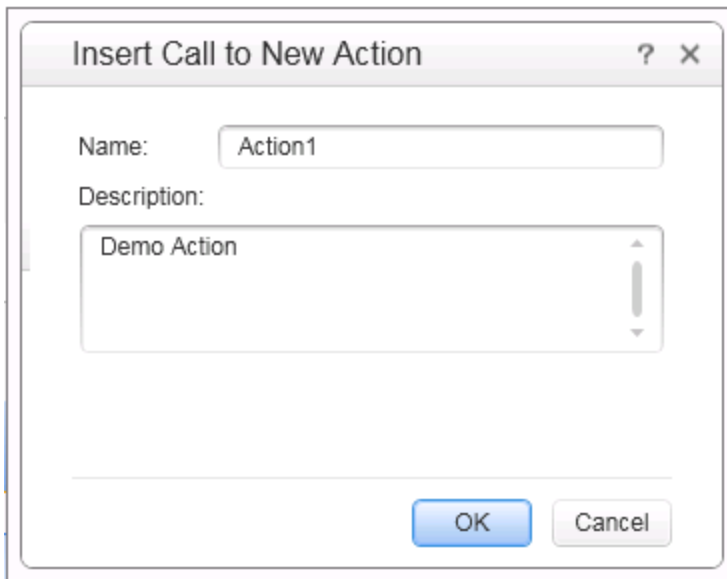 Insert Call to New Action ?
Name: Action1
Description:
Demo Action
OK Cancel